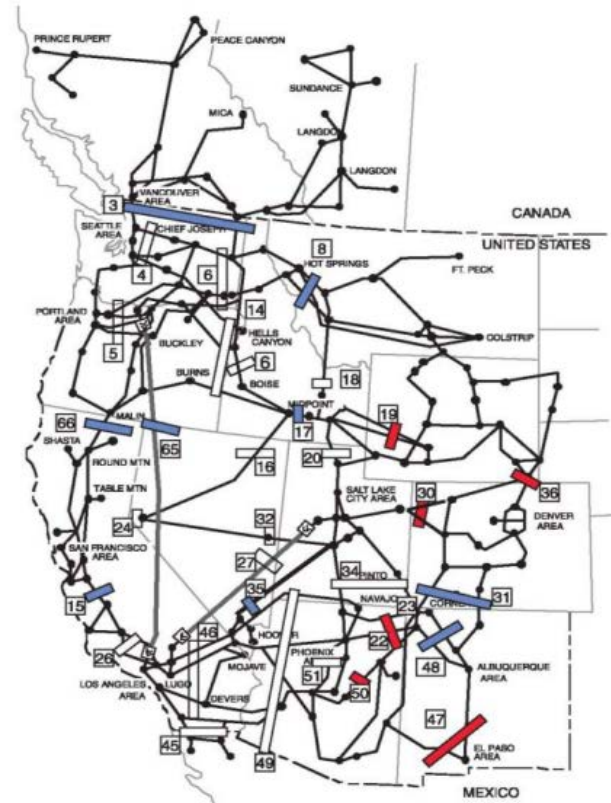 PRINCE RUPERT
PEACE CANYON
SUNDANCE
MICA
LANGDON
LANGDON
VANCOUVER
AREA
3
CANADA
SEATTLE
AREA
CHIEF JOSEPH
UNITED STATES
8
4
6
HOT SPRINGS
FT. PECK
PORTLAND
AREA
14
HELLS
CANYON
COLSTRIP
5
BUCKLEY
6
BOISE
BURNS
18
MIDPOINT
MALIN
66
65
17
19
SHASTA
ROUND MTN
16
20
TABLE MTN
SALT LAKE
CITY AREA
30
36
24
32
DENVER
AREA
SAN FRANCISCO
AREA
27
34
PINTO
15
35
NAVAJO
23
31
26
46
HOOVER
22
48
MOJAVE
PHOENIX
51
50
ALBUQUERQUE
AREA
LOS ANGELES
AREA
LUGO
DEVERS
47
45
49
EL PASO
AREA
MEXICO